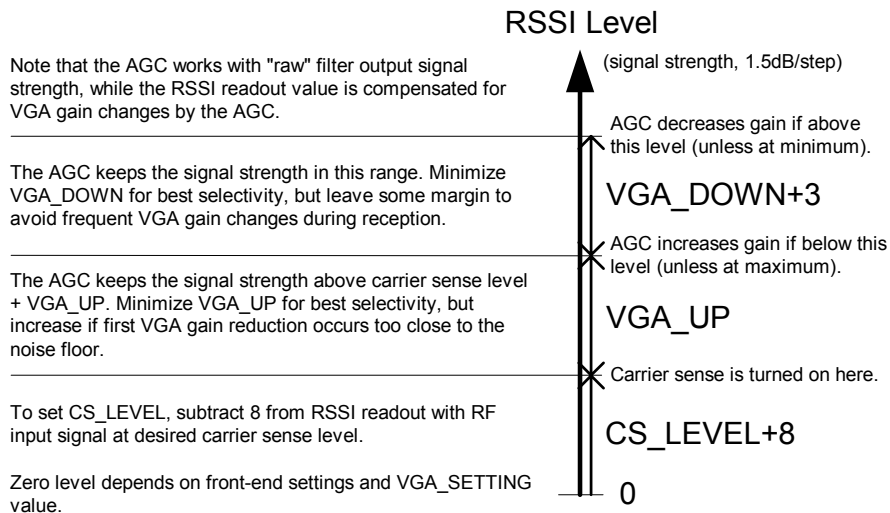 RSSI Level
(signal strength, 1.5dB/step)
Note that the AGC works with "raw" filter output signal
strength, while the RSSI readout value is compensated for
VGA gain changes by the AGC.
AGC decreases gain if above
this level (unless at minimum).
The AGC keeps the signal strength in this range. Minimize
VGA_DOWN for best selectivity, but leave some margin to
avoid frequent VGA gain changes during reception.
VGA_DOWN+3
AGC increases gain if below this
level (unless at maximum).
The AGC keeps the signal strength above carrier sense level
+ VGA_UP. Minimize VGA_UP for best selectivity, but
increase if first VGA gain reduction occurs too close to the
noise floor.
VGA_UP
Carrier sense is turned on here.
To set CS_LEVEL, subtract 8 from RSSI readout with RF
input signal at desired carrier sense level.
CS_LEVEL+8
Zero level depends on front-end settings and VGA_SETTING
value.
0